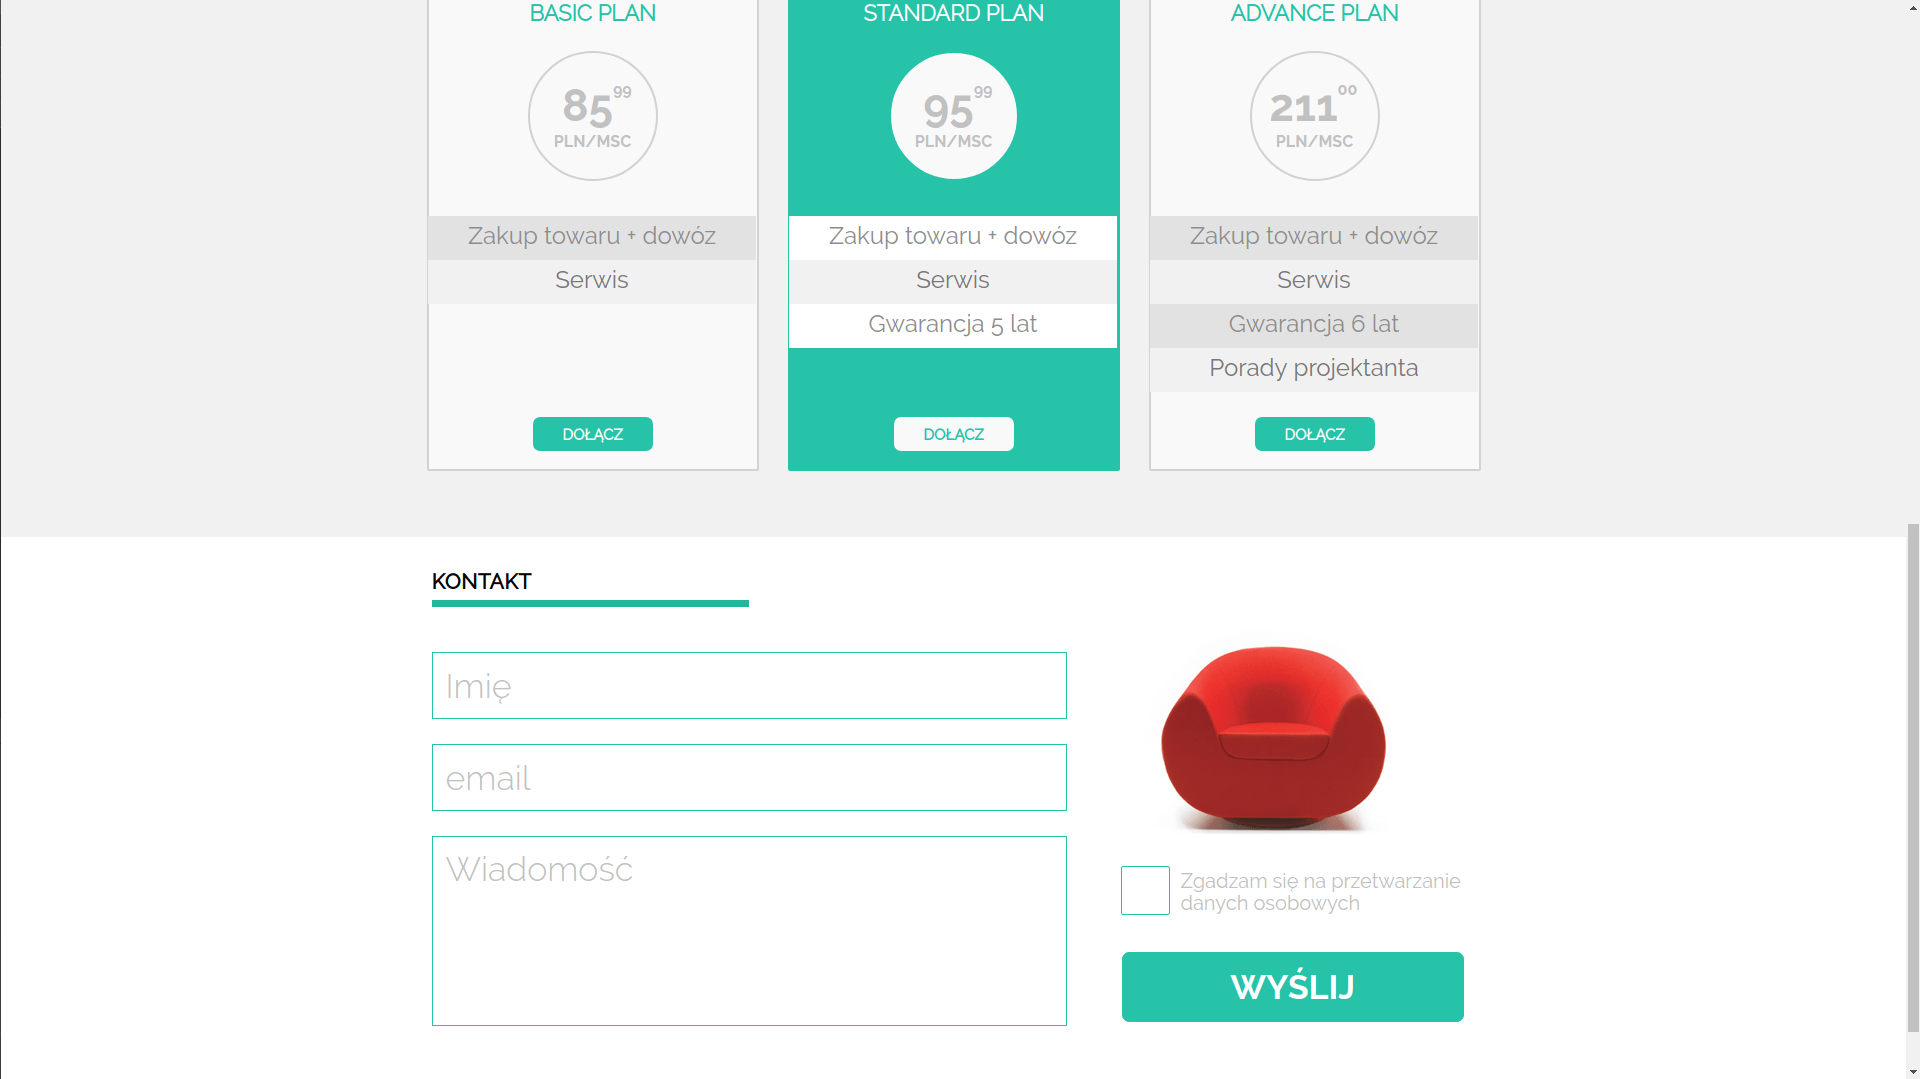 BASIC PLAN
85 99
PLN/MSC
Zakup towaru + dowóz
Serwis
DOŁĄCZ
STANDARD PLAN
95 99
PLN/MSC
Zakup towaru + dowóz
Serwis
Gwarancja 5 lat
DOŁĄCZ
ADVANCE PLAN
211 00
PLN/MSC
Zakup towaru + dowóz
Serwis
Gwarancja 6 lat
Porady projektanta
DOŁĄCZ
KONTAKT
Imię
email
Wiadomość
Zgadzam się na przetwarzanie
danych osobowych
WYŚLIJ